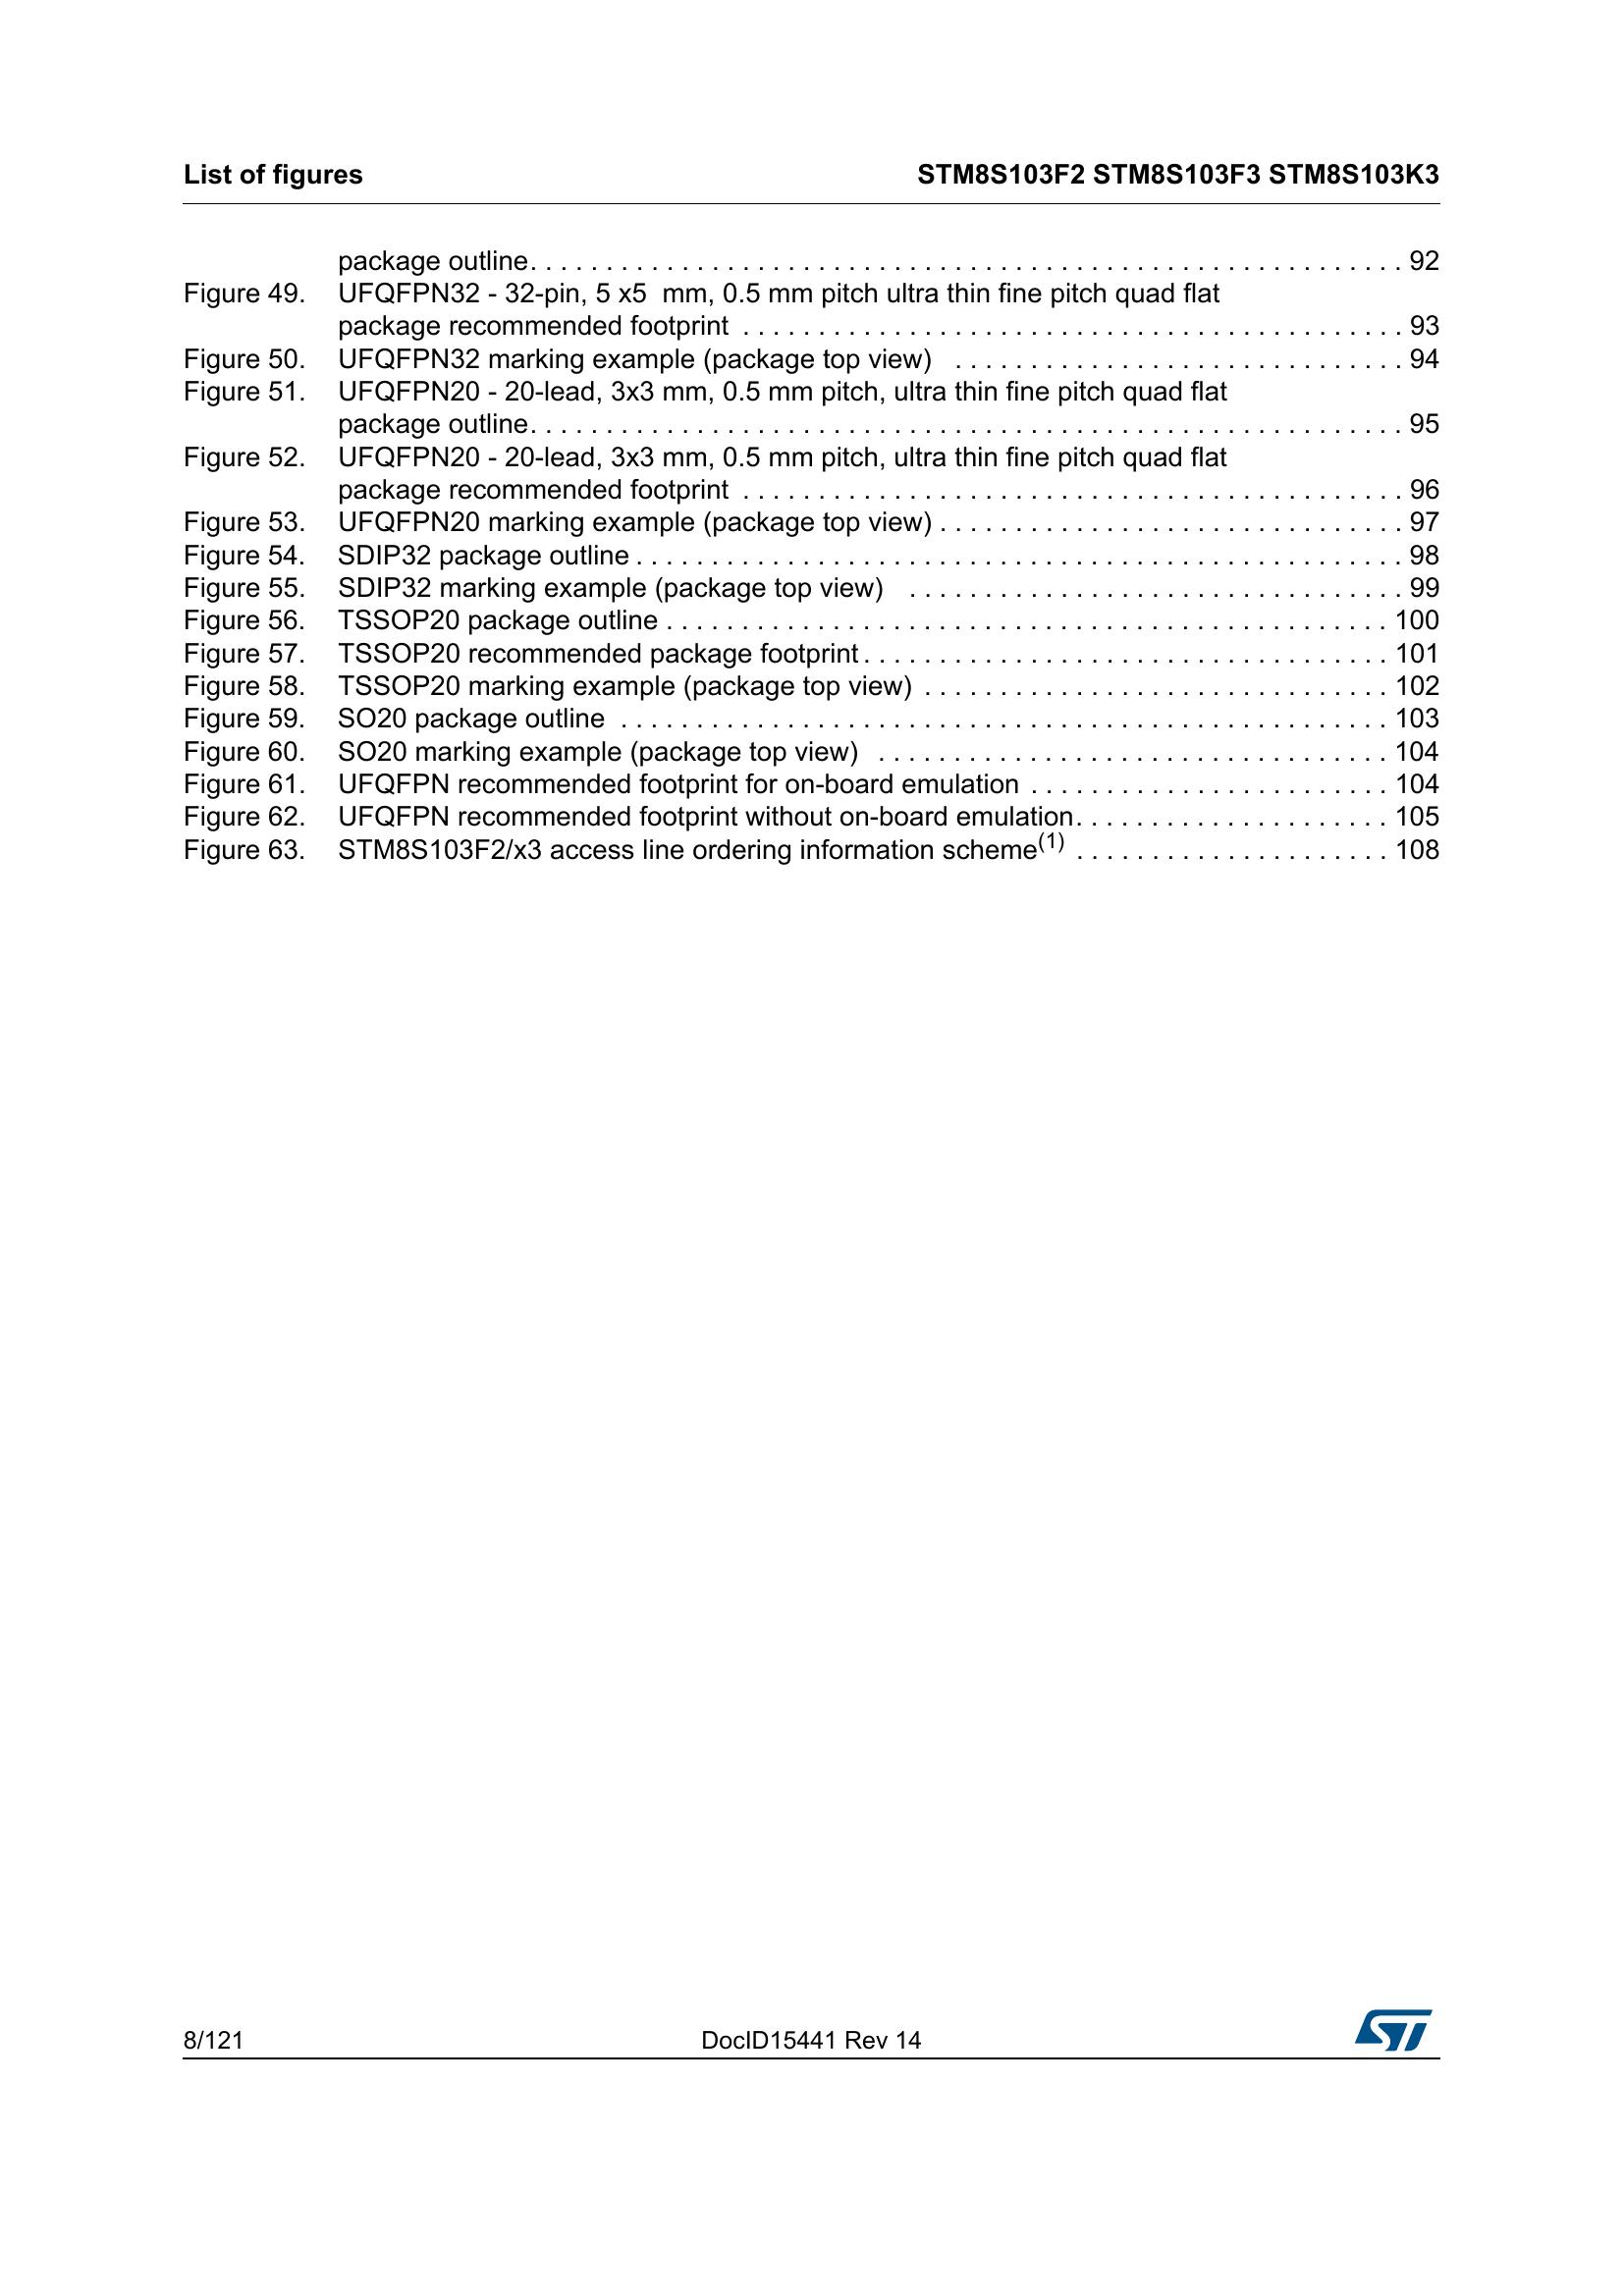 List of figures STM8S103F2 STM8S103F3 STM8S103K3
package outline. . . . . . . . . . . . . . . . . . . . . . . . . . . . . . . . . . . . . . . . . . . . . . . . . . . . . . . . . . 92
Figure 49. UFQFPN32 - 32-pin, 5 x5 mm, 0.5 mm pitch ultra thin fine pitch quad flat
package recommended footprint . . . . . . . . . . . . . . . . . . . . . . . . . . . . . . . . . . . . . . . . . . . . 93
Figure 50. UFQFPN32 marking example (package top view) . . . . . . . . . . . . . . . . . . . . . . . . . . . . . . 94
Figure 51. UFQFPN20 - 20-lead, 3x3 mm, 0.5 mm pitch, ultra thin fine pitch quad flat
package outline. . . . . . . . . . . . . . . . . . . . . . . . . . . . . . . . . . . . . . . . . . . . . . . . . . . . . . . . . . 95
Figure 52. UFQFPN20 - 20-lead, 3x3 mm, 0.5 mm pitch, ultra thin fine pitch quad flat
package recommended footprint . . . . . . . . . . . . . . . . . . . . . . . . . . . . . . . . . . . . . . . . . . . . 96
Figure 53. UFQFPN20 marking example (package top view) . . . . . . . . . . . . . . . . . . . . . . . . . . . . . . . 97
Figure 54. SDIP32 package outline . . . . . . . . . . . . . . . . . . . . . . . . . . . . . . . . . . . . . . . . . . . . . . . . . . . 98
Figure 55. SDIP32 marking example (package top view) . . . . . . . . . . . . . . . . . . . . . . . . . . . . . . . . . 99
Figure 56. TSSOP20 package outline . . . . . . . . . . . . . . . . . . . . . . . . . . . . . . . . . . . . . . . . . . . . . . . . 100
Figure 57. TSSOP20 recommended package footprint . . . . . . . . . . . . . . . . . . . . . . . . . . . . . . . . . . . 101
Figure 58. TSSOP20 marking example (package top view) . . . . . . . . . . . . . . . . . . . . . . . . . . . . . . . 102
Figure 59. SO20 package outline . . . . . . . . . . . . . . . . . . . . . . . . . . . . . . . . . . . . . . . . . . . . . . . . . . . 103
Figure 60. SO20 marking example (package top view) . . . . . . . . . . . . . . . . . . . . . . . . . . . . . . . . . . 104
Figure 61. UFQFPN recommended footprint for on-board emulation . . . . . . . . . . . . . . . . . . . . . . . . 104
Figure 62. UFQFPN recommended footprint without on-board emulation. . . . . . . . . . . . . . . . . . . . . 105
Figure 63. STM8S103F2/x3 access line ordering information scheme(1) . . . . . . . . . . . . . . . . . . . . . 108
8/121 DocID15441 Rev 14 ST